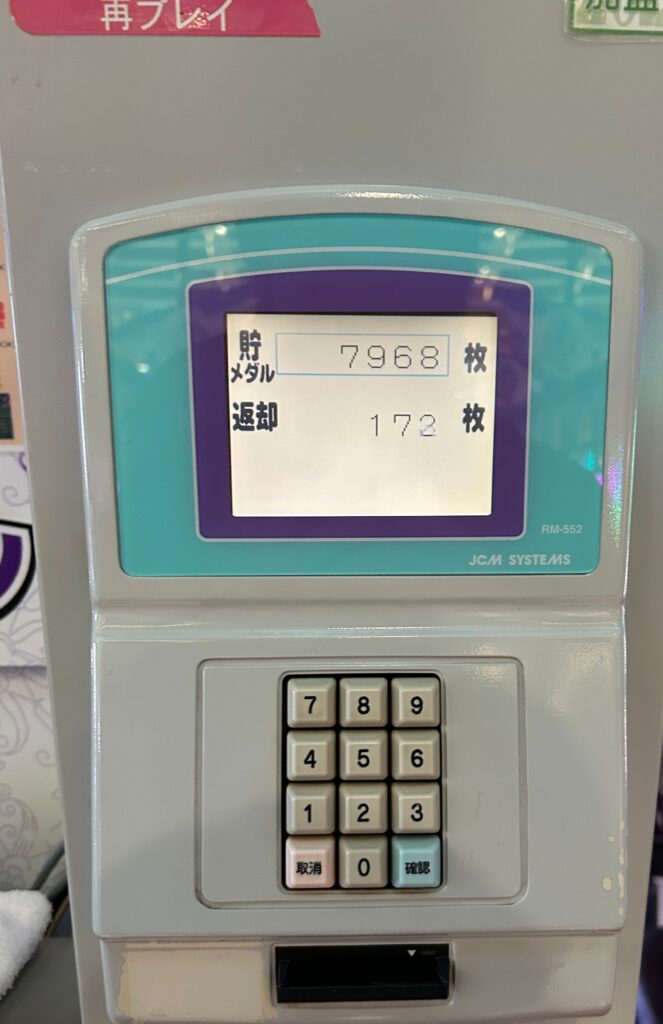 再プレイ
貯メダル 7968 枚
返却 173 枚
RM-552
JCM SYSTEMS
7 8 9
4 5 6
1 2 3
取消 0 確認